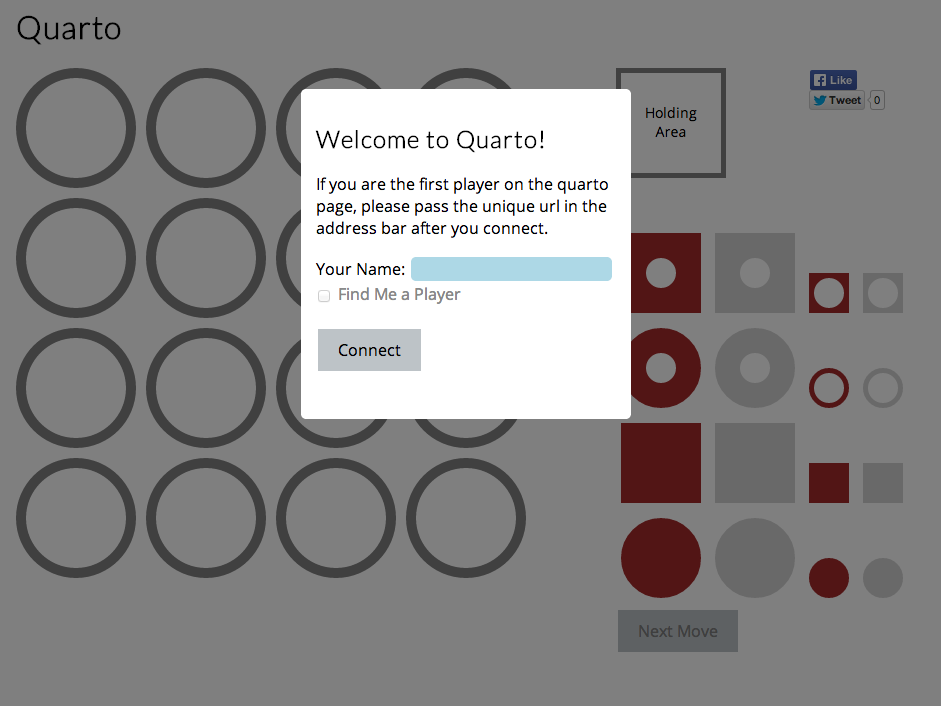 Quarto
Holding
Area
Like
Tweet 0
Welcome to Quarto!
If you are the first player on the quarto
page, please pass the unique url in the
address bar after you connect.
Your Name:
Find Me a Player
Connect
Next Move